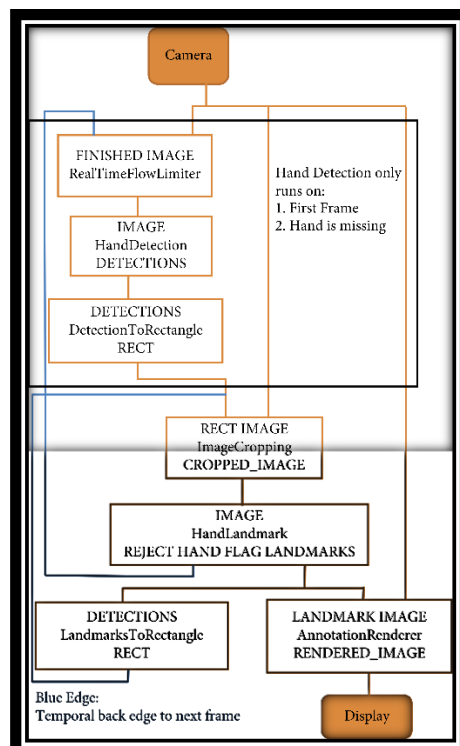 Camera
FINISHED IMAGE
RealTimeFlowLimiter
Hand Detection only
runs on:
1. First Frame
2. Hand is missing
IMAGE
HandDetection
DETECTIONS
DETECTIONS
DetectionToRectangle
RECT
RECT IMAGE
ImageCropping
CROPPED_IMAGE
IMAGE
HandLandmark
REJECT HAND FLAG LANDMARKS
DETECTIONS
LandmarksToRectangle
RECT
LANDMARK IMAGE
AnnotationRenderer
RENDERED_IMAGE
Blue Edge:
Temporal back edge to next frame
Display